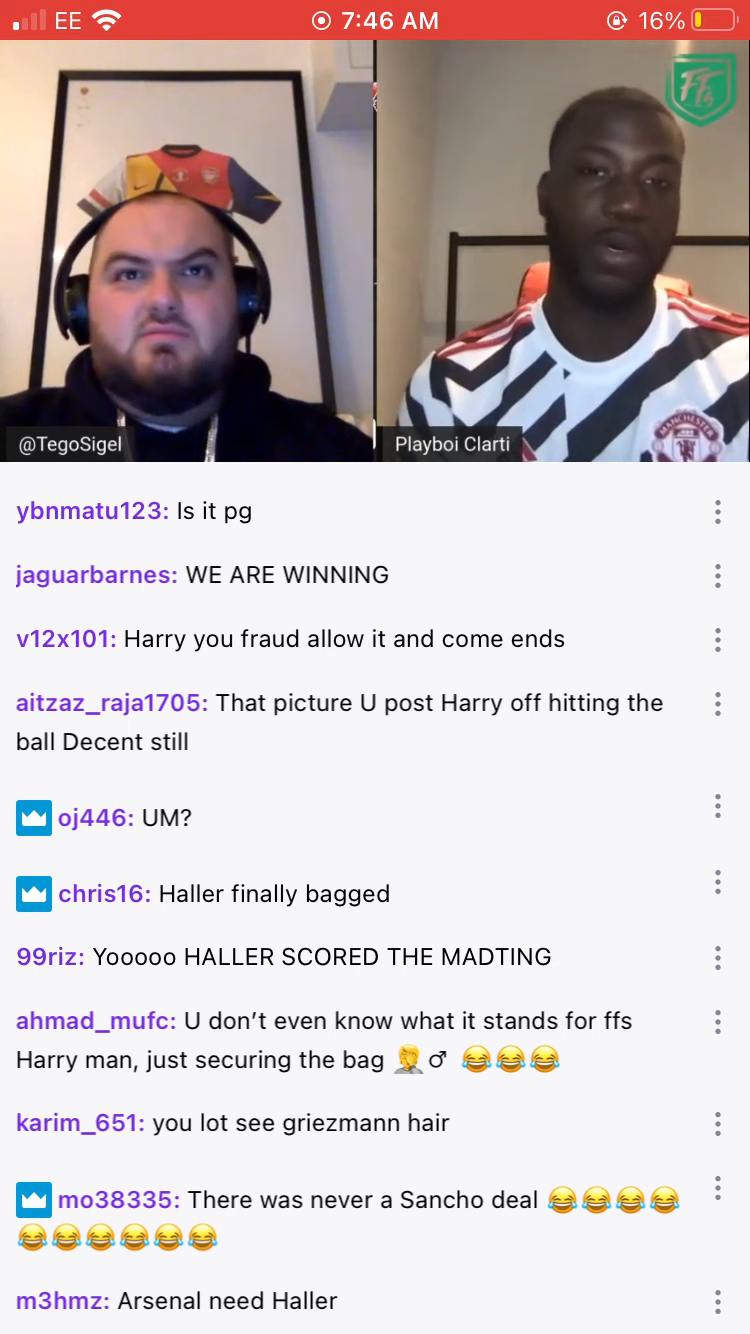 EE 7:46 AM 16%
FFS
@TegoSigel
Playboi Clarti
MANCHESTER
ybnmatu123: Is it pg
jaguarbarnes: WE ARE WINNING
v12x101: Harry you fraud allow it and come ends
aitzaz_raja1705: That picture U post Harry off hitting the
ball Decent still
oj446: UM?
chris16: Haller finally bagged
99riz: Yooooo HALLER SCORED THE MADTING
ahmad_mufc: U don’t even know what it stands for ffs
Harry man, just securing the bag 🤦♂ 😂😂😂
karim_651: you lot see griezmann hair
mo38335: There was never a Sancho deal 😂😂😂😂
😂😂😂😂😂😂
m3hmz: Arsenal need Haller